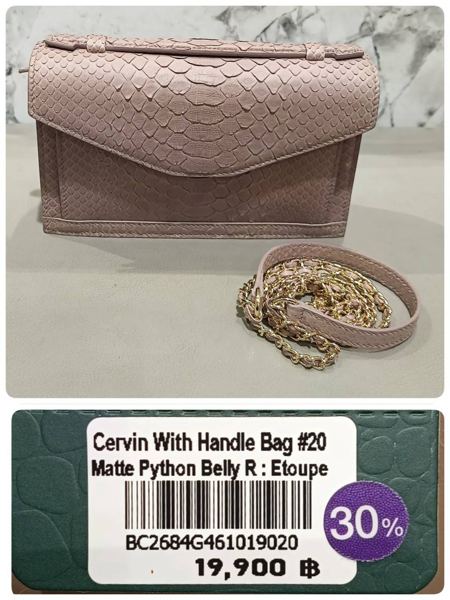 Cervin With Handle Bag #20
Matte Python Belly R : Etoupe
BC2684G461019020
19,900 ฿
30%